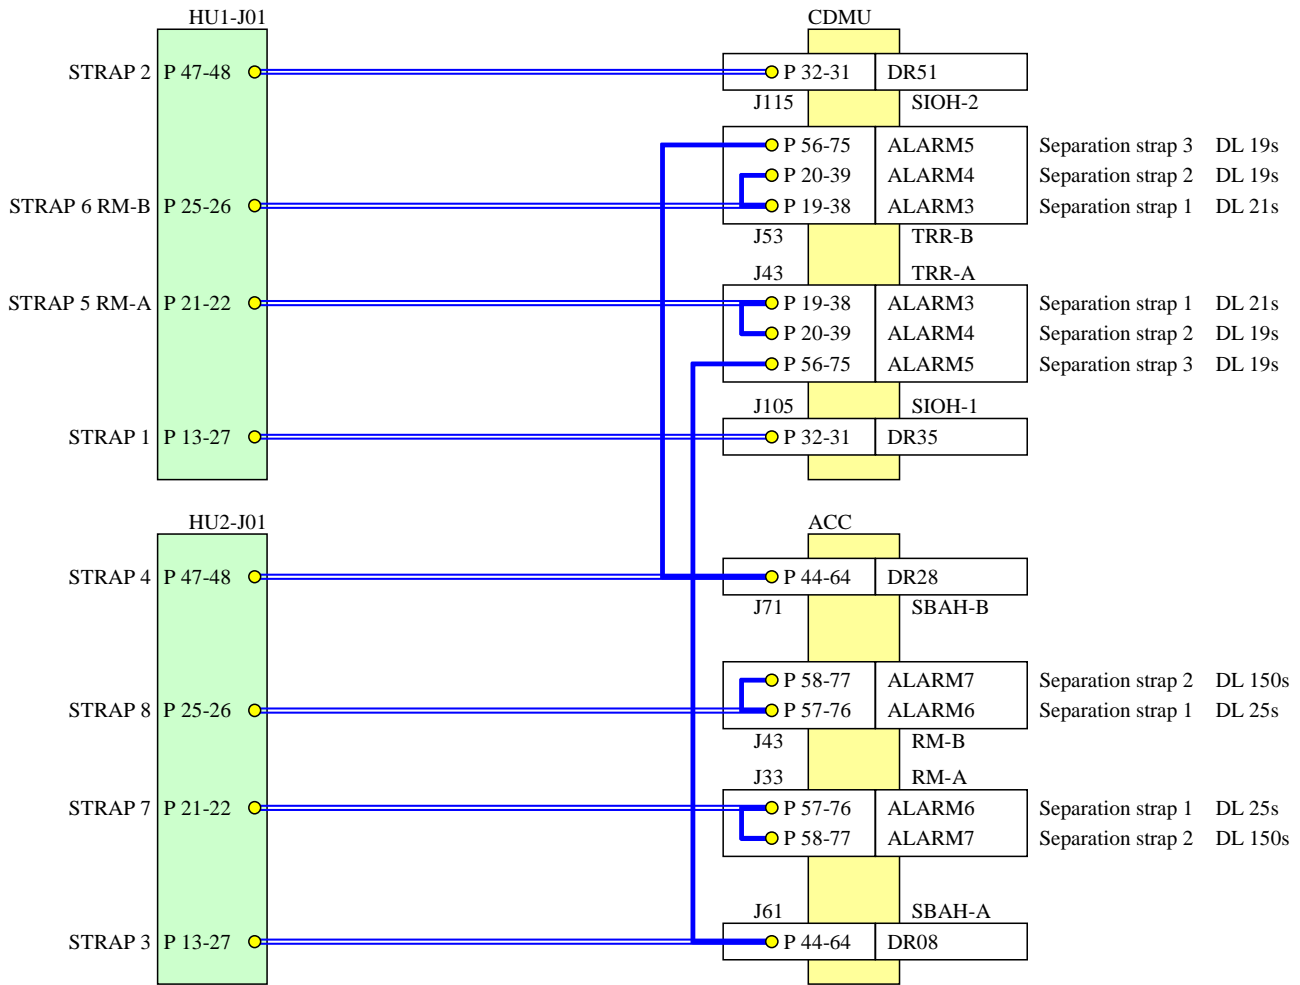 HU1-J01 CDMU
STRAP 2 P 47-48 P 32-31 DR51
J115 SIOH-2
P 56-75 ALARM5 Separation strap 3 DL 19s
P 20-39 ALARM4 Separation strap 2 DL 19s
STRAP 6 RM-B P 25-26 P 19-38 ALARM3 Separation strap 1 DL 21s
J53 TRR-B
J43 TRR-A
STRAP 5 RM-A P 21-22 P 19-38 ALARM3 Separation strap 1 DL 21s
P 20-39 ALARM4 Separation strap 2 DL 19s
P 56-75 ALARM5 Separation strap 3 DL 19s
J105 SIOH-1
STRAP 1 P 13-27 P 32-31 DR35
HU2-J01 ACC
STRAP 4 P 47-48 P 44-64 DR28
J71 SBAH-B
P 58-77 ALARM7 Separation strap 2 DL 150s
STRAP 8 P 25-26 P 57-76 ALARM6 Separation strap 1 DL 25s
J43 RM-B
J33 RM-A
STRAP 7 P 21-22 P 57-76 ALARM6 Separation strap 1 DL 25s
P 58-77 ALARM7 Separation strap 2 DL 150s
J61 SBAH-A
STRAP 3 P 13-27 P 44-64 DR08